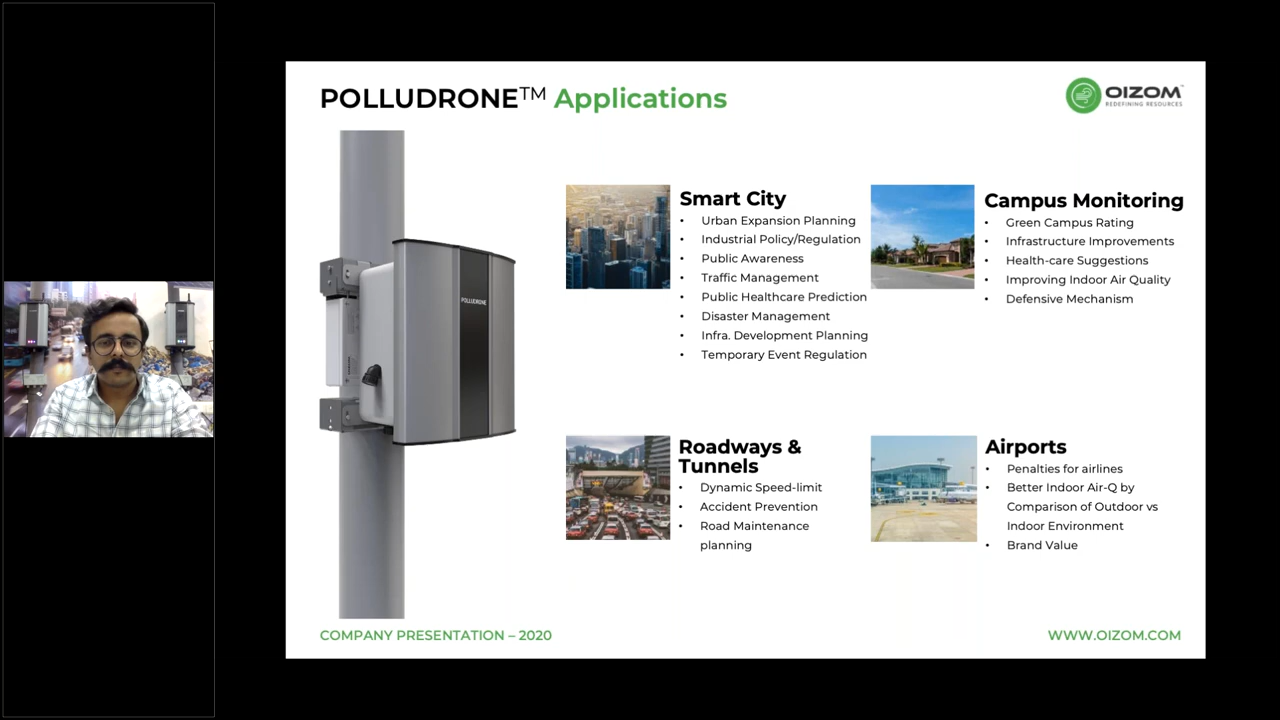 POLLUDRONE™ Applications
OIZOM™
REDEFINING RESOURCES
POLLUDRONE
Smart City
• Urban Expansion Planning
• Industrial Policy/Regulation
• Public Awareness
• Traffic Management
• Public Healthcare Prediction
• Disaster Management
• Infra. Development Planning
• Temporary Event Regulation
Campus Monitoring
• Green Campus Rating
• Infrastructure Improvements
• Health-care Suggestions
• Improving Indoor Air Quality
• Defensive Mechanism
Roadways &
Tunnels
• Dynamic Speed-limit
• Accident Prevention
• Road Maintenance
planning
Airports
• Penalties for airlines
• Better Indoor Air-Q by
Comparison of Outdoor vs
Indoor Environment
• Brand Value
COMPANY PRESENTATION – 2020
WWW.OIZOM.COM